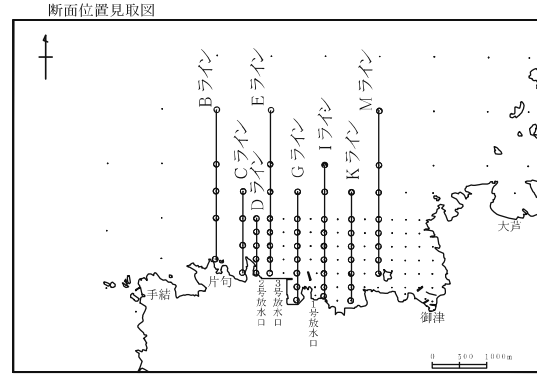 断面位置見取図
Bライン
Cライン
Dライン
Eライン
Gライン
Iライン
Kライン
Mライン
大芦
片句
手結
2号放水口
3号放水口
1号放水口
御津
0 500 1000m